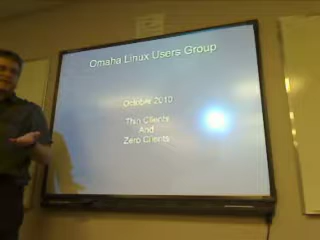 Omaha Linux Users Group
October 2010
Thin Clients
And
Zero Clients